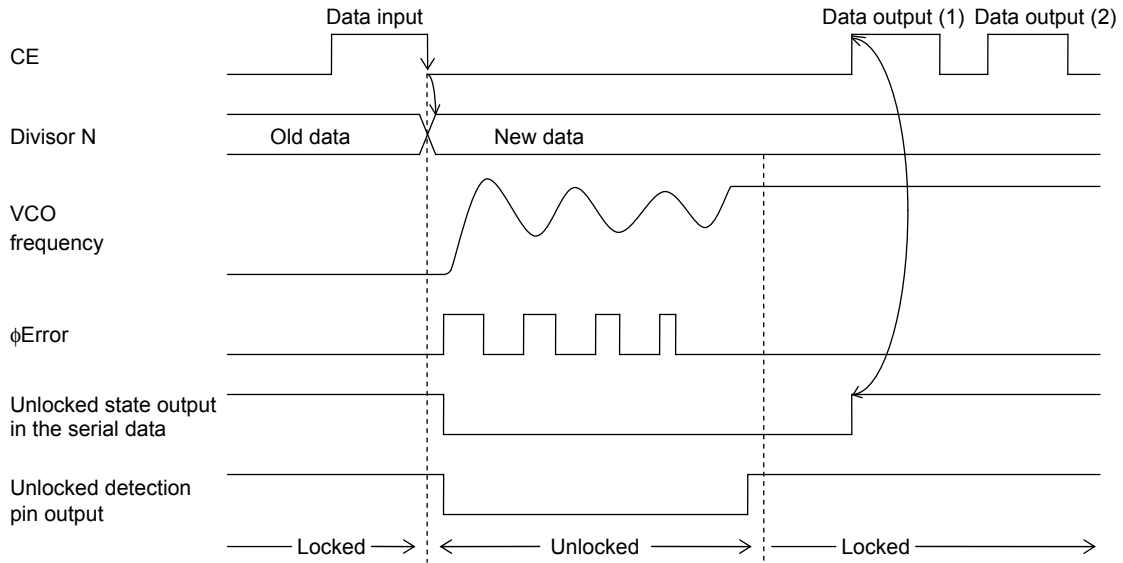 Data input
Data output (1)
Data output (2)
CE
Divisor N
Old data
New data
VCO
frequency
φError
Unlocked state output
in the serial data
Unlocked detection
pin output
Locked
Unlocked
Locked